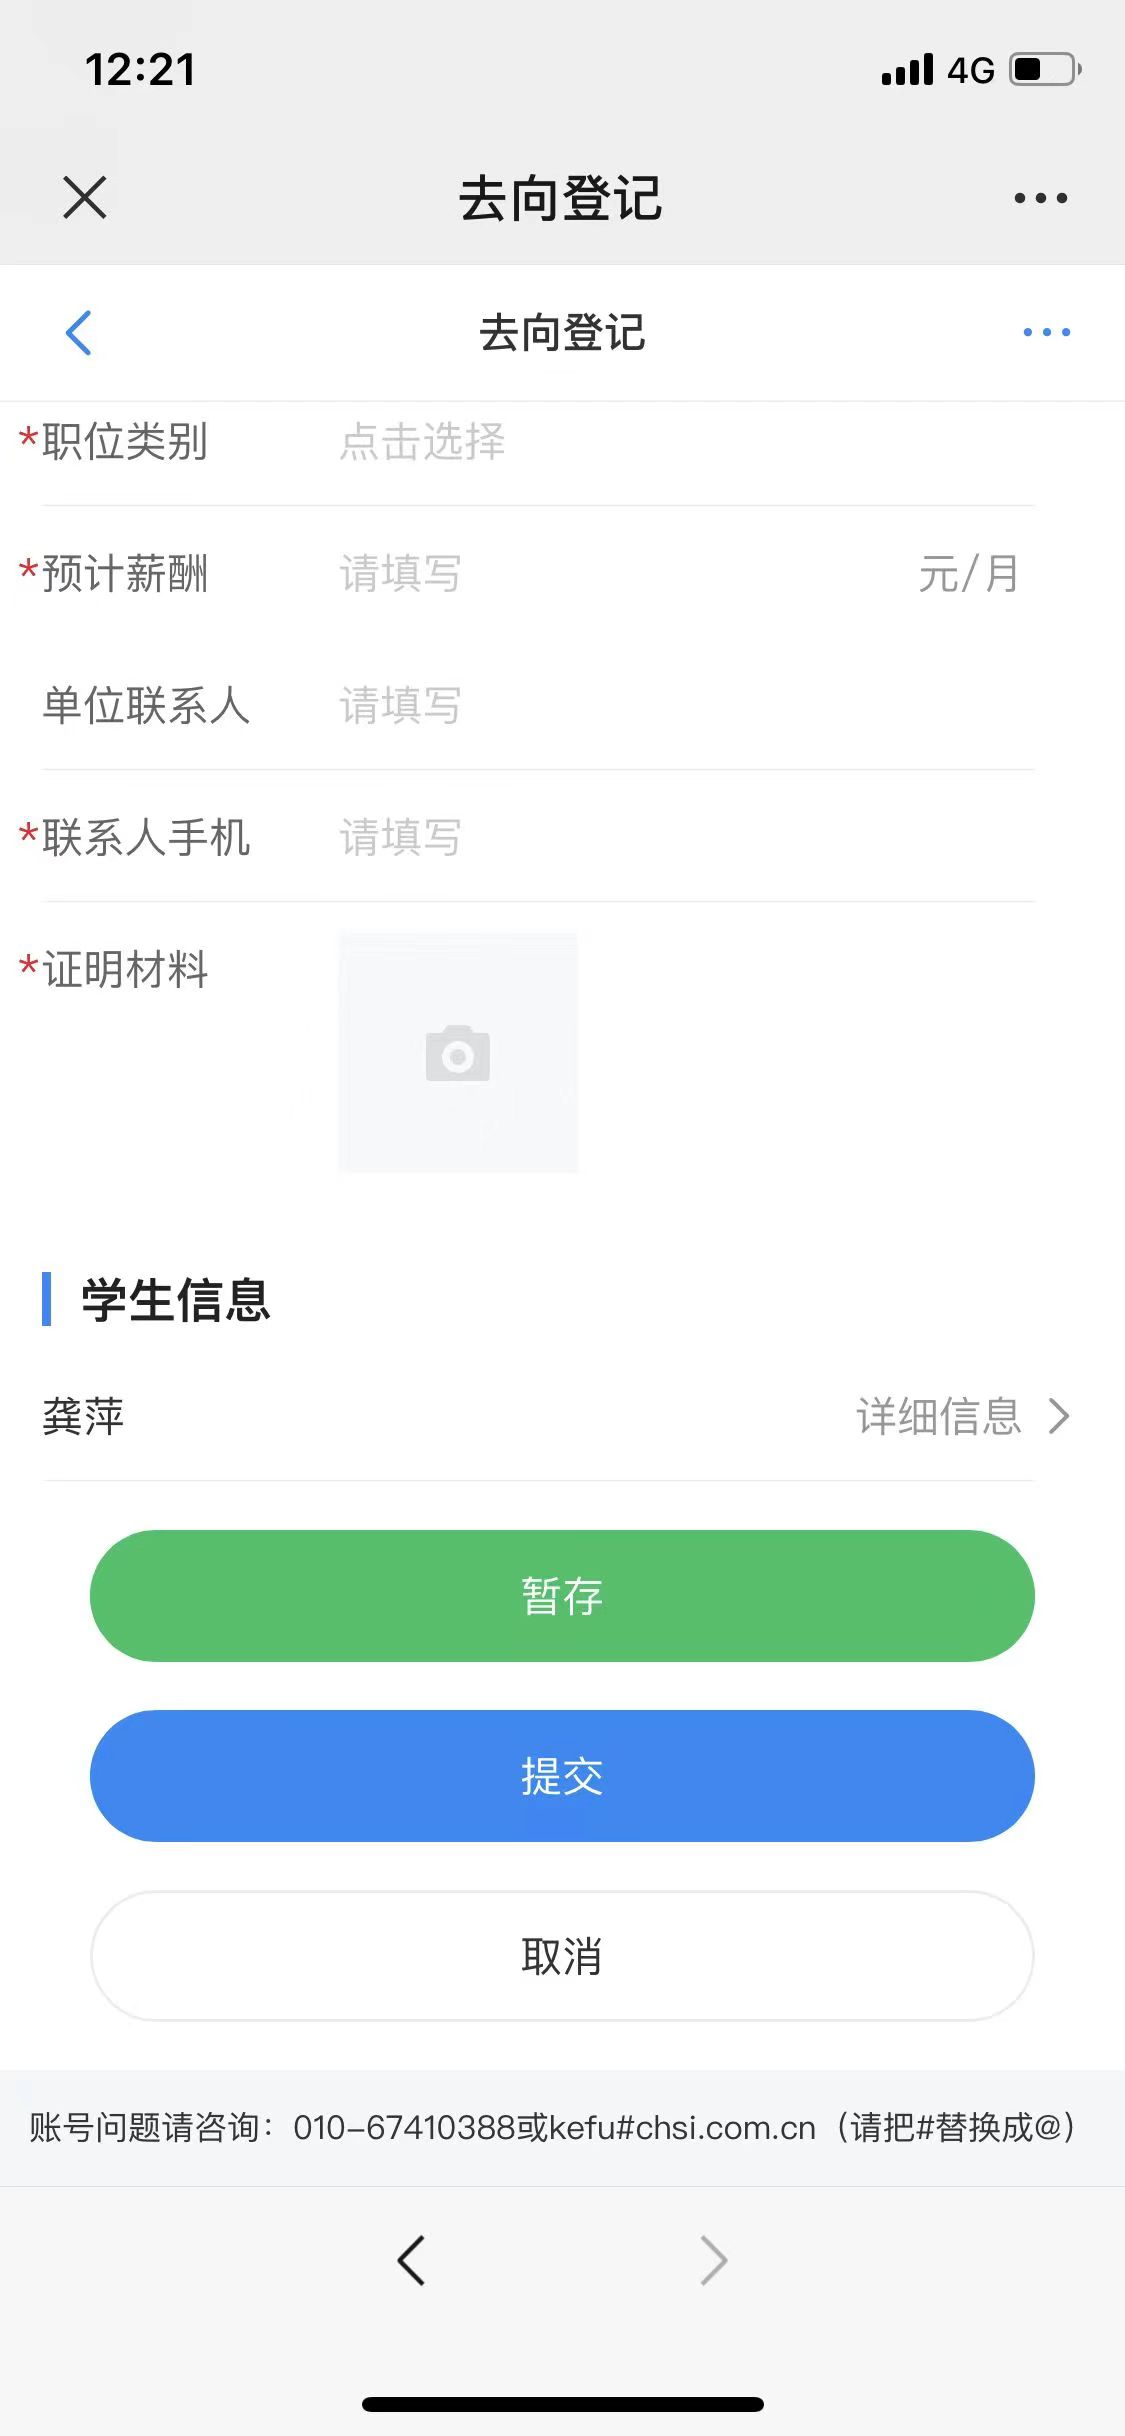 12:21 4G
去向登记
去向登记
*职位类别 点击选择
*预计薪酬 请填写 元/月
单位联系人 请填写
*联系人手机 请填写
*证明材料
学生信息
龚萍 详细信息
暂存
提交
取消
账号问题请咨询：010-67410388或kefu#chsi.com.cn（请把#替换成@）